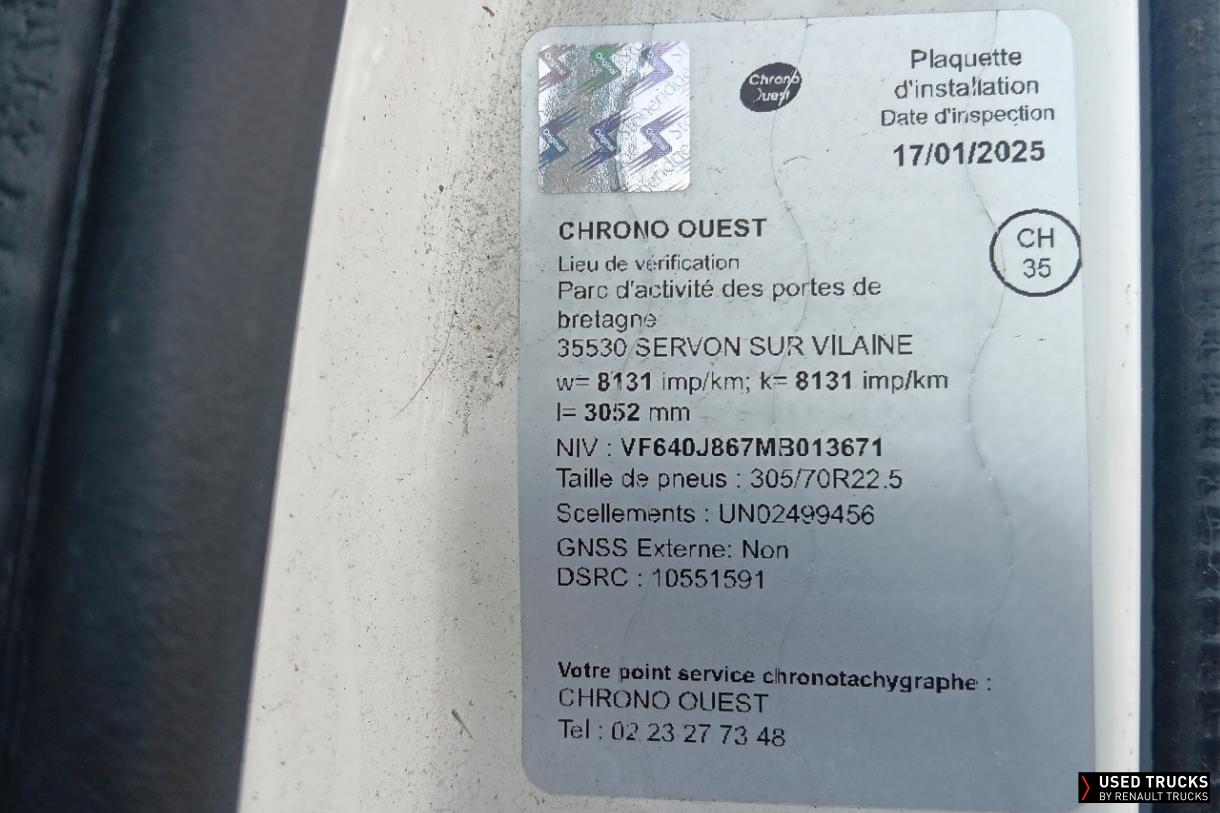 Chrono
Ouest
Plaquette
d'installation
Date d'inspection
17/01/2025
CHRONO OUEST
CH
35
Lieu de vérification
Parc d'activité des portes de
bretagne
35530 SERVON SUR VILAINE
w= 8131 imp/km; k= 8131 imp/km
l= 3052 mm
NIV : VF640J867MB013671
Taille de pneus : 305/70R22.5
Scellements : UN02499456
GNSS Externe: Non
DSRC : 10551591
Votre point service chronotachygraphe :
CHRONO OUEST
Tel : 02 23 27 73 48
USED TRUCKS
BY RENAULT TRUCKS